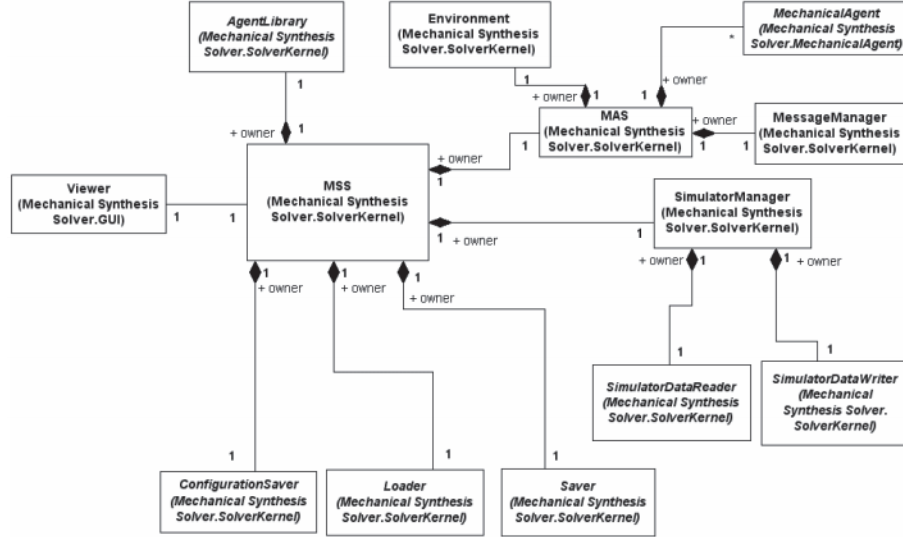 AgentLibrary
(Mechanical Synthesis
Solver.SolverKernel)
1
+ owner
1
Environment
(Mechanical Synthesis
Solver.SolverKernel)
1
+ owner
1
MechanicalAgent
(Mechanical Synthesis
Solver.MechanicalAgent)
*
1
+ owner
MAS
(Mechanical Synthesis
Solver.SolverKernel)
+ owner
1
1
MessageManager
(Mechanical Synthesis
Solver.SolverKernel)
+ owner
1
1
Viewer
(Mechanical Synthesis
Solver.GUI)
1
1
MSS
(Mechanical Synthesis
Solver.SolverKernel)
1
+ owner
1
SimulatorManager
(Mechanical Synthesis
Solver.SolverKernel)
+ owner
1
1
+ owner
1
+ owner
1
+ owner
1
+ owner
1
+ owner
1
1
SimulatorDataReader
(Mechanical Synthesis
Solver.SolverKernel)
SimulatorDataWriter
(Mechanical
Synthesis Solver.
SolverKernel)
1
1
1
ConfigurationSaver
(Mechanical Synthesis
Solver.SolverKernel)
Loader
(Mechanical Synthesis
Solver.SolverKernel)
Saver
(Mechanical Synthesis
Solver.SolverKernel)